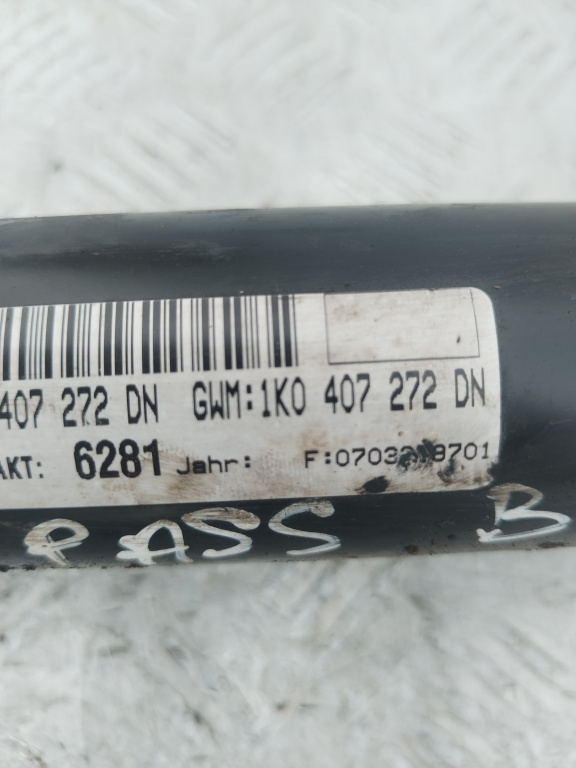 407 272 DN GWM:1K0 407 272 DN
AKT: 6281 Jahr:
PASS B